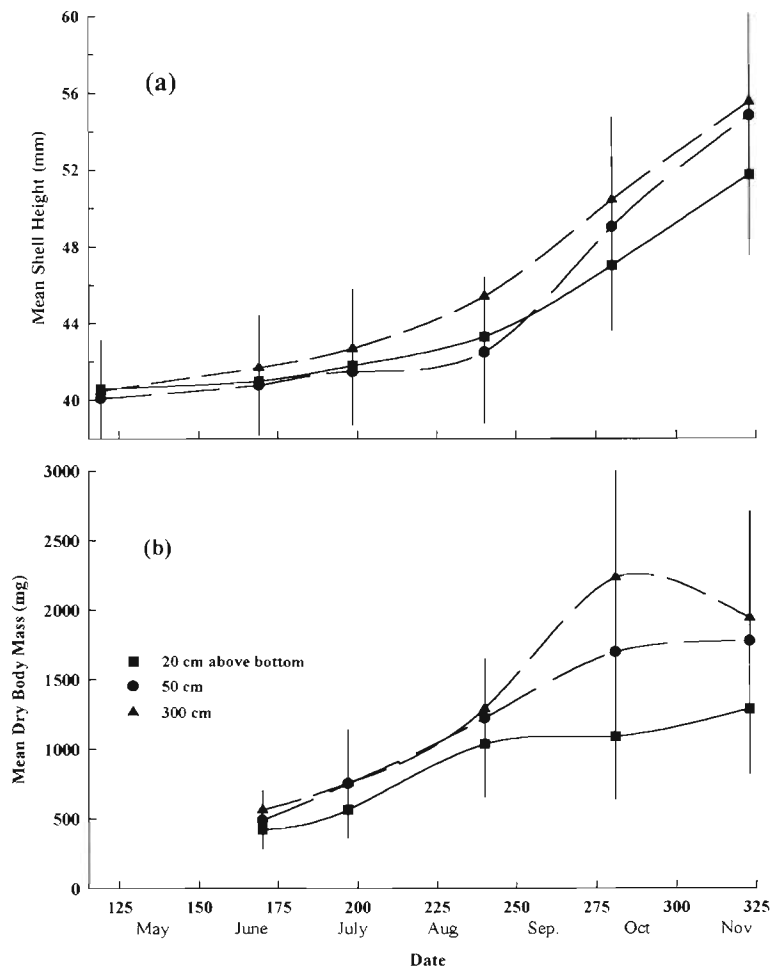 60
56
52
48
44
40
Mean Shell Height (mm)
(a)
3000
2500
2000
1500
1000
500
0
Mean Dry Body Mass (mg)
(b)
20 cm above bottom
50 cm
300 cm
125 200 225 250 275 300 325
May June July Aug Sep. Oct Nov
Date